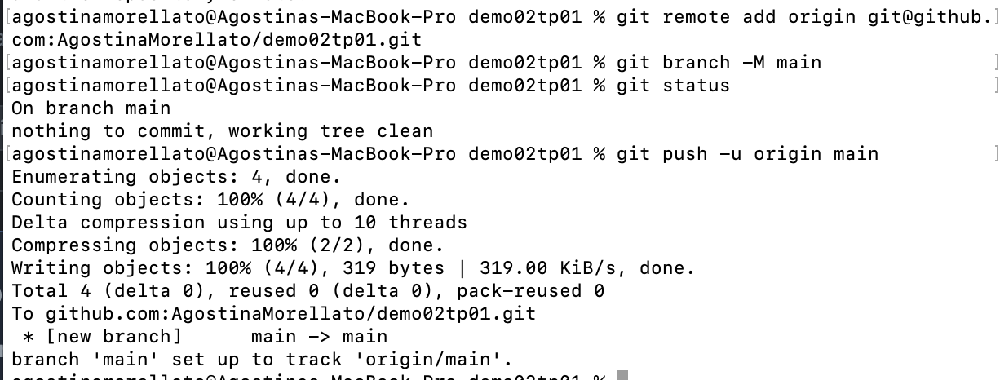 [agostinamorellato@Agostinas-MacBook-Pro demo02tp01 % git remote add origin git@github.]
com:AgostinaMorellato/demo02tp01.git
[agostinamorellato@Agostinas-MacBook-Pro demo02tp01 % git branch -M main ]
[agostinamorellato@Agostinas-MacBook-Pro demo02tp01 % git status ]
On branch main
nothing to commit, working tree clean
[agostinamorellato@Agostinas-MacBook-Pro demo02tp01 % git push -u origin main ]
Enumerating objects: 4, done.
Counting objects: 100% (4/4), done.
Delta compression using up to 10 threads
Compressing objects: 100% (2/2), done.
Writing objects: 100% (4/4), 319 bytes | 319.00 KiB/s, done.
Total 4 (delta 0), reused 0 (delta 0), pack-reused 0
To github.com:AgostinaMorellato/demo02tp01.git
 * [new branch]      main -> main
branch 'main' set up to track 'origin/main'.
agostinamorellato@Agostinas-MacBook-Pro demo02tp01 %